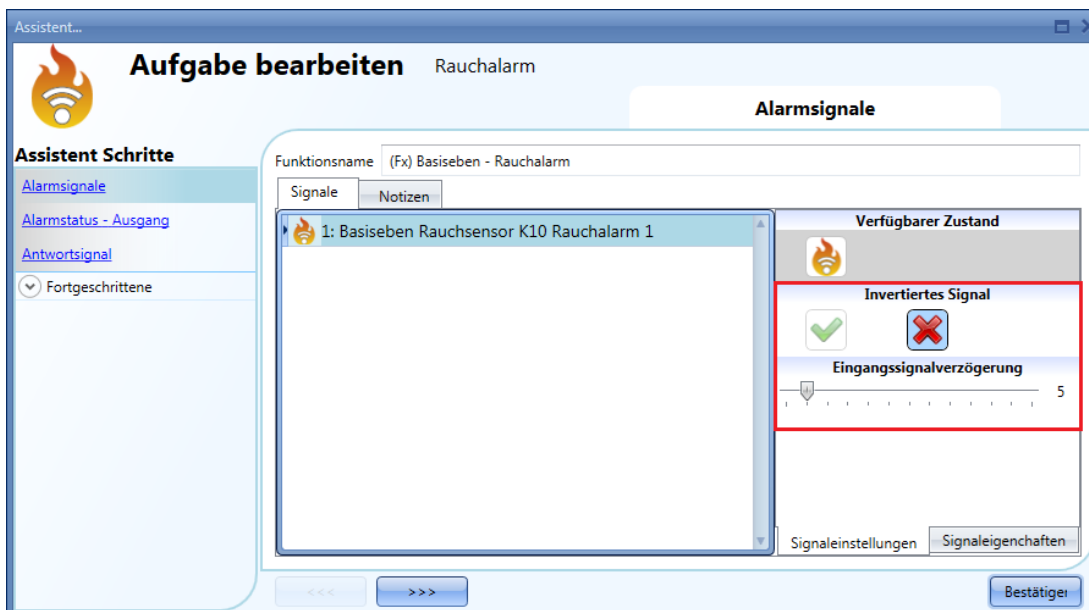 Assistent...
Aufgabe bearbeiten Rauchalarm
Alarmsignale
Assistent Schritte
Alarmsignale
Alarmstatus - Ausgang
Antwortsignal
Fortgeschrittene
Funktionsname (Fx) Basiseben - Rauchalarm
Signale Notizen
1: Basiseben Rauchsensor K10 Rauchalarm 1
Verfügbarer Zustand
Invertiertes Signal
Eingangssignalverzögerung
5
Signaleinstellungen Signaleigenchaften
<<< >>> Bestätiger